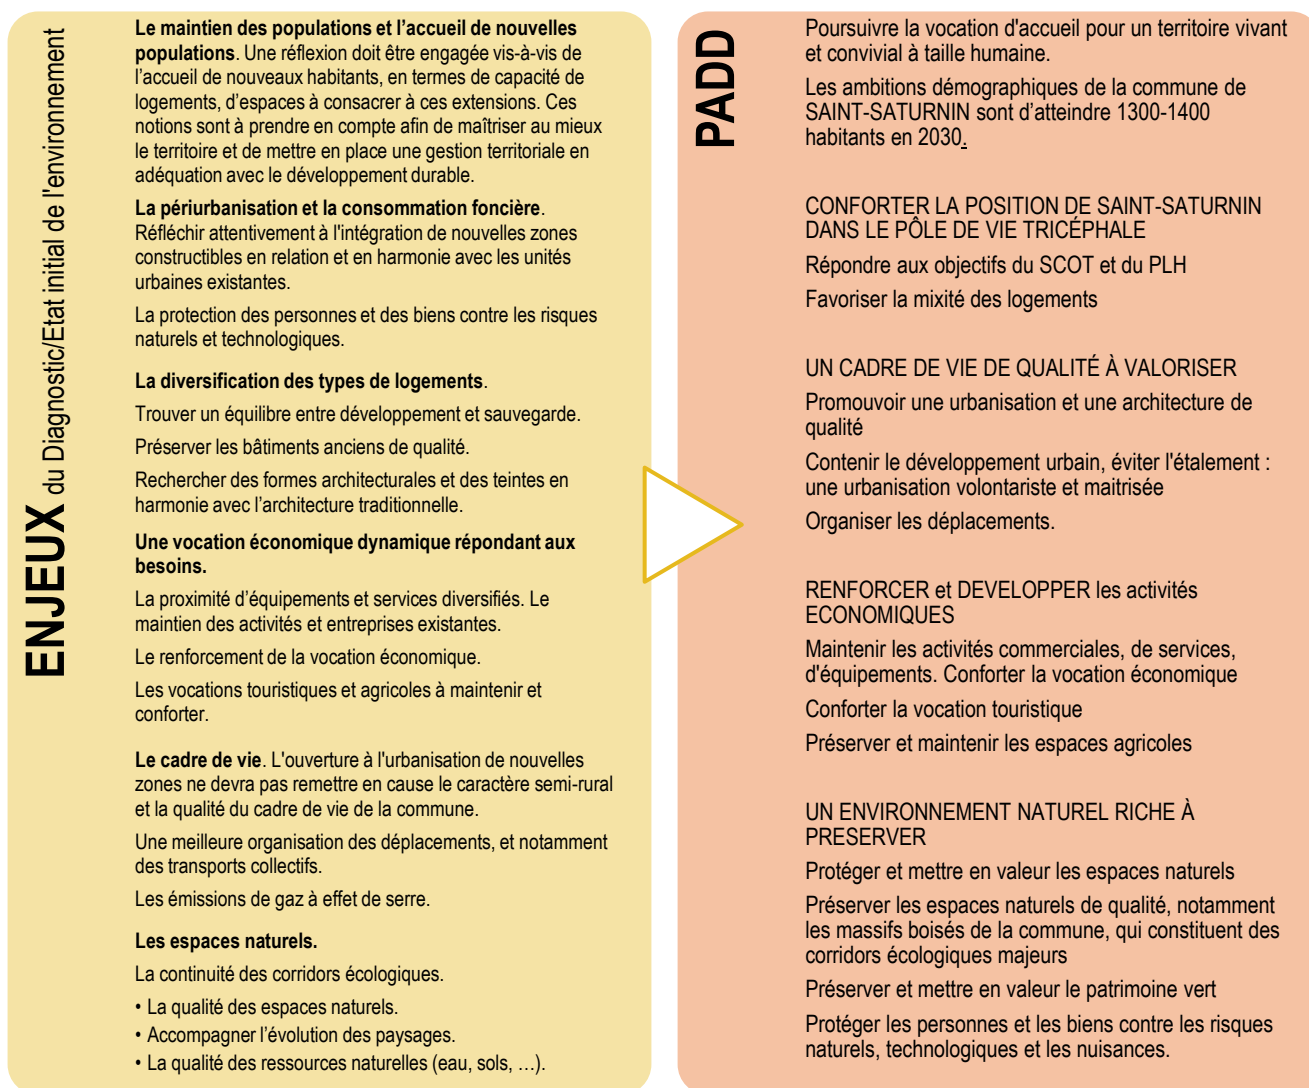 ENJEUX du Diagnostic/Etat initial de l'environnement
Le maintien des populations et l’accueil de nouvelles
populations. Une réflexion doit être engagée vis-à-vis de
l’accueil de nouveaux habitants, en termes de capacité de
logements, d’espaces à consacrer à ces extensions. Ces
notions sont à prendre en compte afin de maîtriser au mieux
le territoire et de mettre en place une gestion territoriale en
adéquation avec le développement durable.
La périurbanisation et la consommation foncière.
Réfléchir attentivement à l'intégration de nouvelles zones
constructibles en relation et en harmonie avec les unités
urbaines existantes.
La protection des personnes et des biens contre les risques
naturels et technologiques.
La diversification des types de logements.
Trouver un équilibre entre développement et sauvegarde.
Préserver les bâtiments anciens de qualité.
Rechercher des formes architecturales et des teintes en
harmonie avec l’architecture traditionnelle.
Une vocation économique dynamique répondant aux
besoins.
La proximité d’équipements et services diversifiés. Le
maintien des activités et entreprises existantes.
Le renforcement de la vocation économique.
Les vocations touristiques et agricoles à maintenir et
conforter.
Le cadre de vie. L'ouverture à l'urbanisation de nouvelles
zones ne devra pas remettre en cause le caractère semi-rural
et la qualité du cadre de vie de la commune.
Une meilleure organisation des déplacements, et notamment
des transports collectifs.
Les émissions de gaz à effet de serre.
Les espaces naturels.
La continuité des corridors écologiques.
• La qualité des espaces naturels.
• Accompagner l’évolution des paysages.
• La qualité des ressources naturelles (eau, sols, …).
PADD
Poursuivre la vocation d'accueil pour un territoire vivant
et convivial à taille humaine.
Les ambitions démographiques de la commune de
SAINT-SATURNIN sont d’atteindre 1300-1400
habitants en 2030.
CONFORTER LA POSITION DE SAINT-SATURNIN
DANS LE PÔLE DE VIE TRICÉPHALE
Répondre aux objectifs du SCOT et du PLH
Favoriser la mixité des logements
UN CADRE DE VIE DE QUALITÉ À VALORISER
Promouvoir une urbanisation et une architecture de
qualité
Contenir le développement urbain, éviter l'étalement :
une urbanisation volontariste et maitrisée
Organiser les déplacements.
RENFORCER et DEVELOPPER les activités
ECONOMIQUES
Maintenir les activités commerciales, de services,
d'équipements. Conforter la vocation économique
Conforter la vocation touristique
Préserver et maintenir les espaces agricoles
UN ENVIRONNEMENT NATUREL RICHE À
PRESERVER
Protéger et mettre en valeur les espaces naturels
Préserver les espaces naturels de qualité, notamment
les massifs boisés de la commune, qui constituent des
corridors écologiques majeurs
Préserver et mettre en valeur le patrimoine vert
Protéger les personnes et les biens contre les risques
naturels, technologiques et les nuisances.